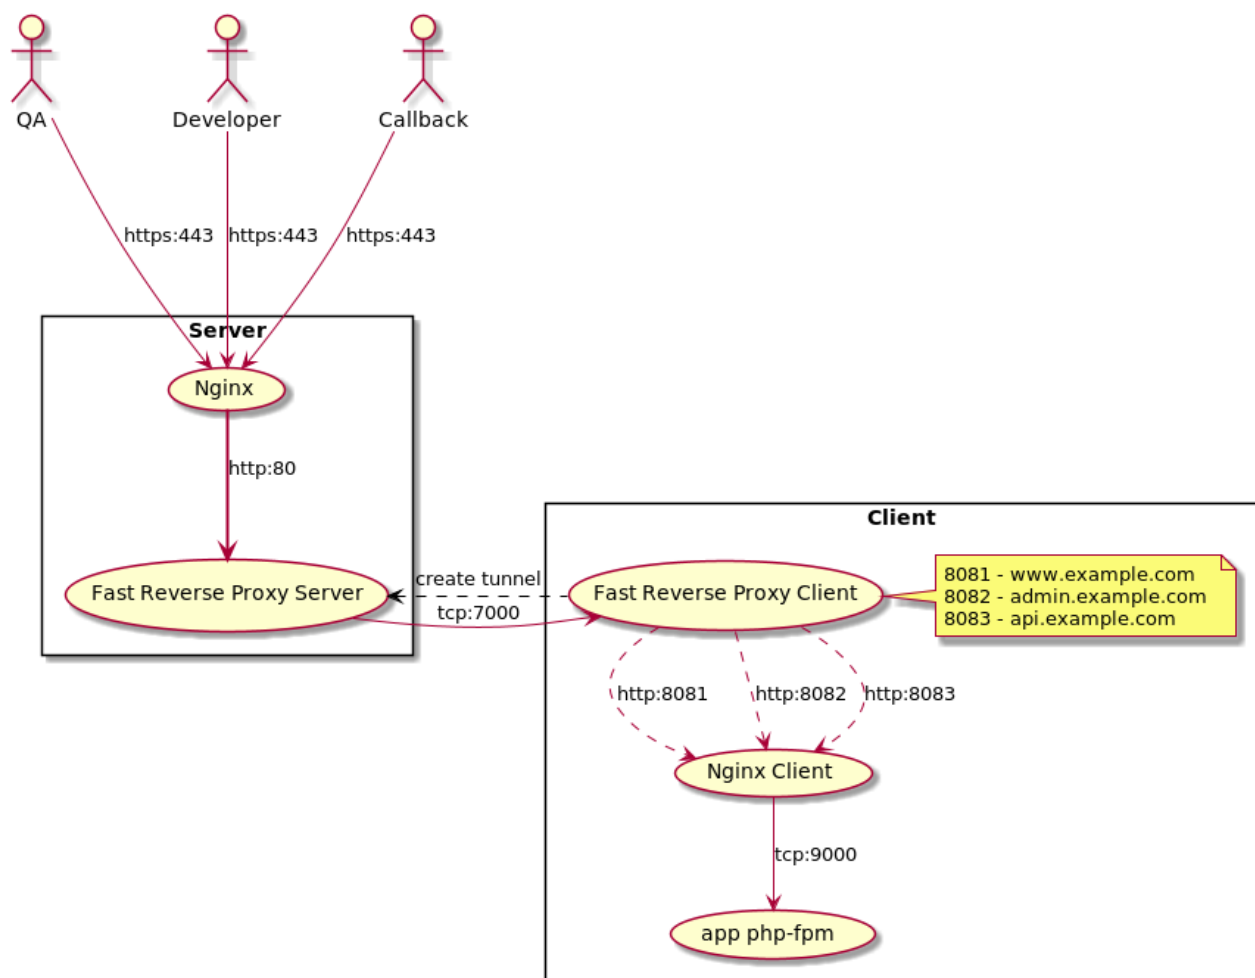 QA
Developer
Callback
https:443
https:443
https:443
Server
Nginx
http:80
Client
Fast Reverse Proxy Server
create tunnel
tcp:7000
Fast Reverse Proxy Client
8081 - www.example.com
8082 - admin.example.com
8083 - api.example.com
http:8081
http:8082
http:8083
Nginx Client
tcp:9000
app php-fpm